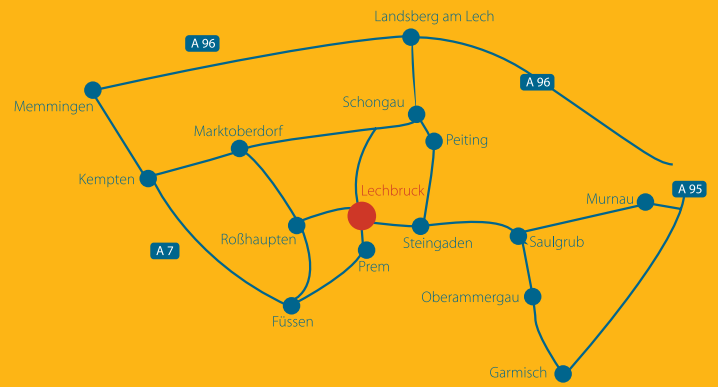 Landsberg am Lech
A 96
A 96
Memmingen
Schongau
Marktoberdorf
Peiting
Kempten
Lechbruck
A 95
Murnau
Roßhaupten
Steingaden
Saulgrub
A 7
Prem
Oberammergau
Füssen
Garmisch